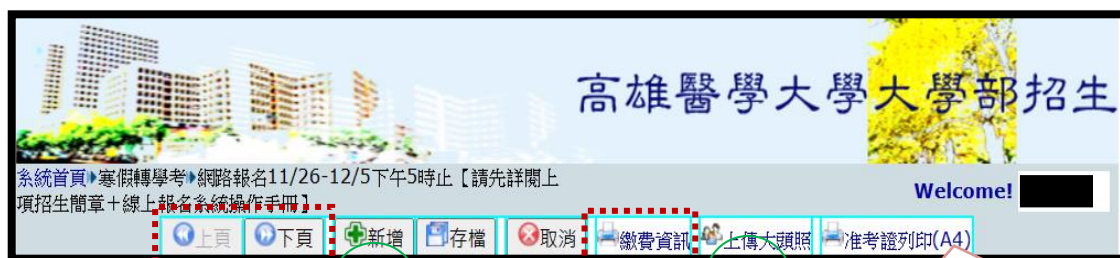 高雄醫學大學大學部招生
系統首頁▶寒假轉學考▶網路報名11/26-12/5下午5時止【請先詳閱上
項招生簡章+線上報名系統操作手冊】
Welcome!
上頁 下頁 新增 存檔 取消 繳費資訊 上傳大頭照 准考證列印(A4)